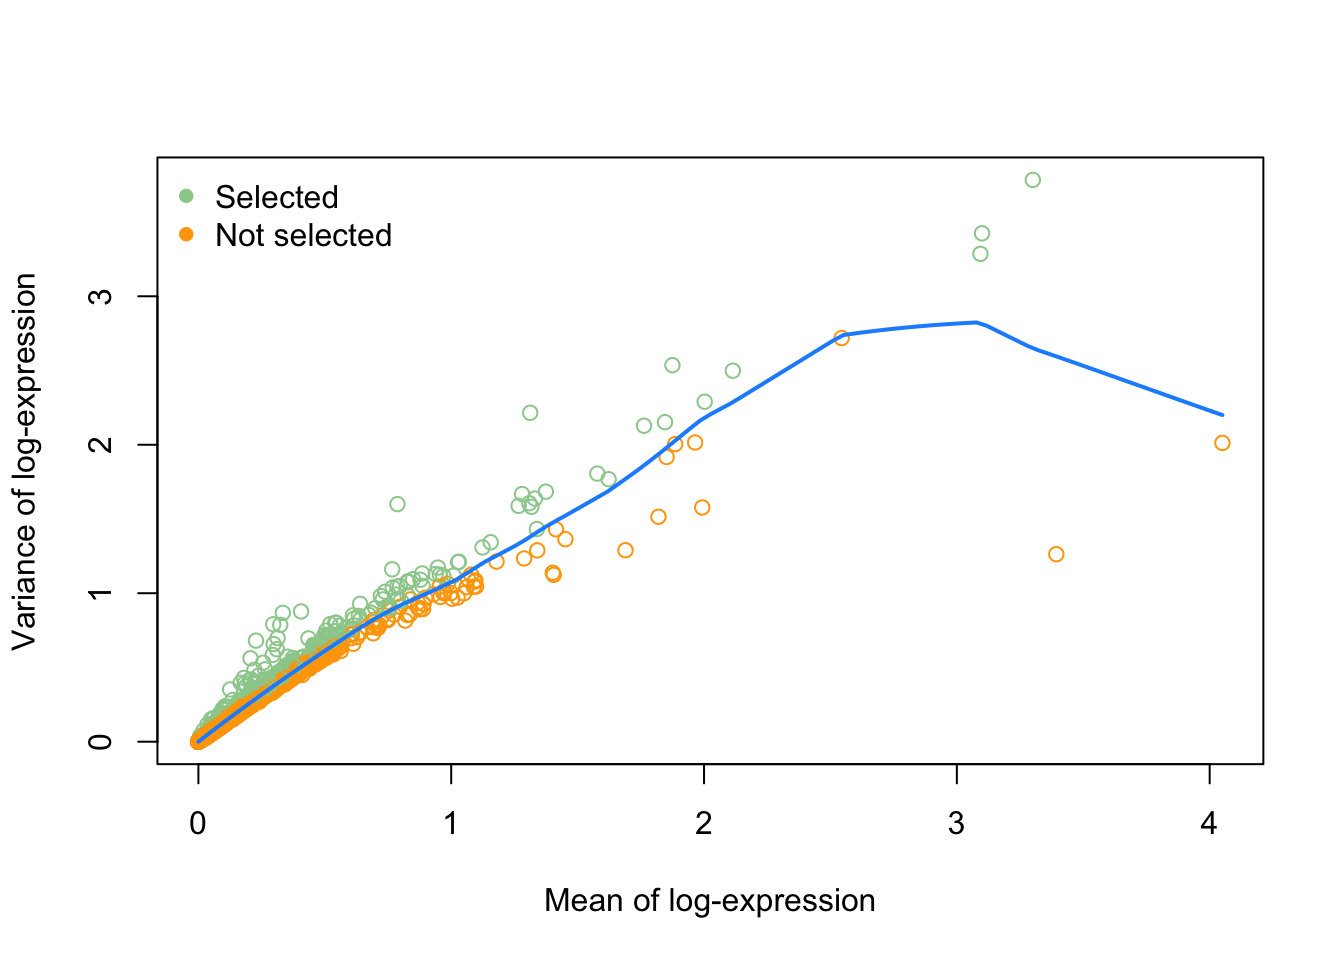 Selected
Not selected
Variance of log-expression
3
2
1
0
0 1 2 3 4
Mean of log-expression